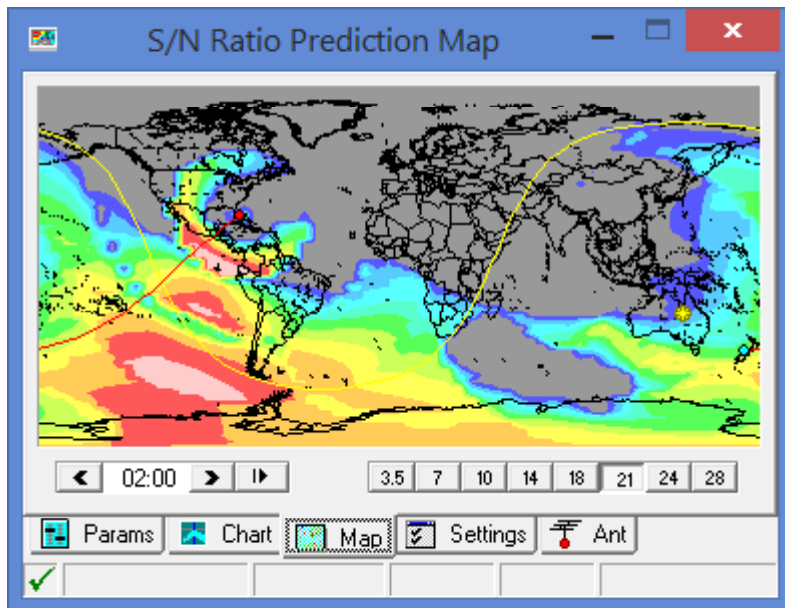 S/N Ratio Prediction Map
02:00 3.5 7 10 14 18 21 24 28
Params Chart Map Settings Ant